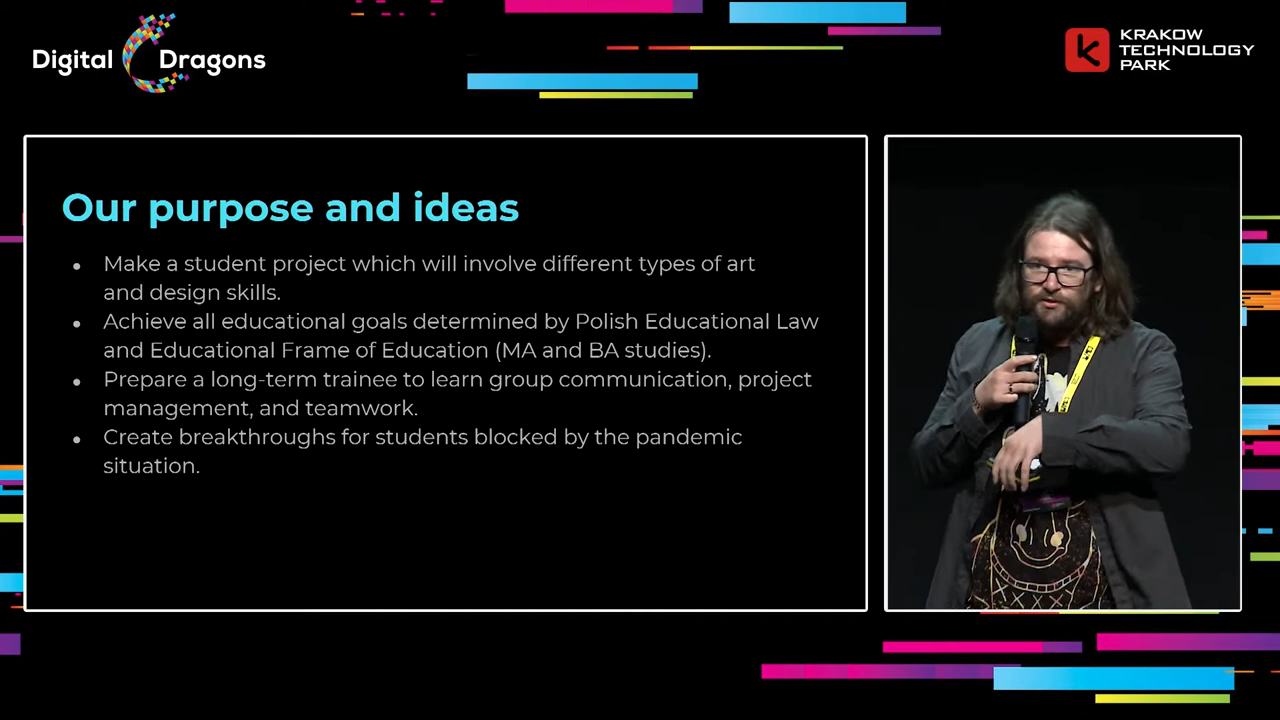 Digital Dragons
KRAKOW
TECHNOLOGY
PARK
Our purpose and ideas
● Make a student project which will involve different types of art
and design skills.
● Achieve all educational goals determined by Polish Educational Law
and Educational Frame of Education (MA and BA studies).
● Prepare a long-term trainee to learn group communication, project
management, and teamwork.
● Create breakthroughs for students blocked by the pandemic
situation.